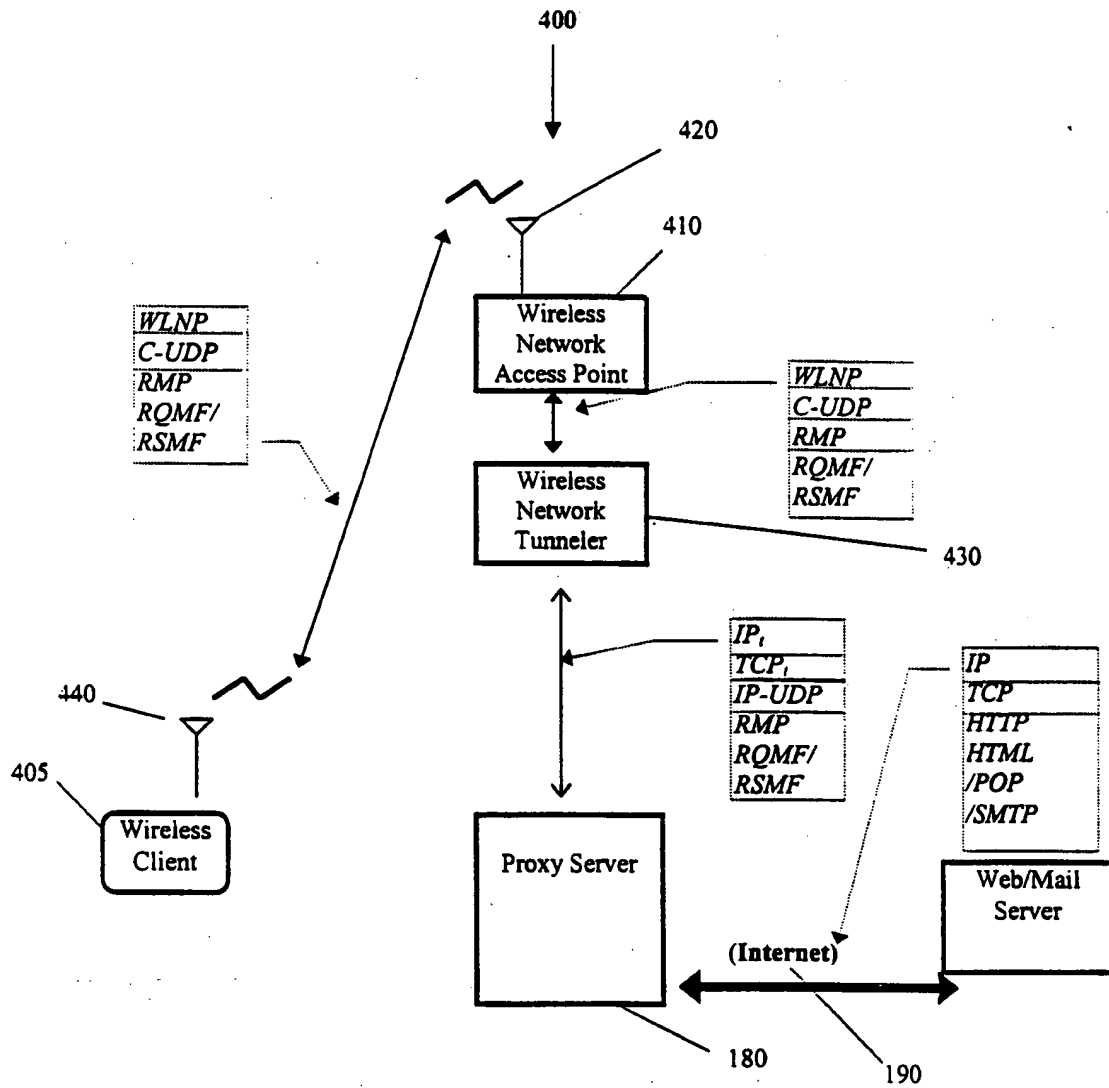 400
420
410
Wireless
Network
Access Point
WLNP
C-UDP
RMP
RQMF/
RSMF
WLNP
C-UDP
RMP
RQMF/
RSMF
Wireless
Network
Tunneler
430
IPt
TCPt
IP-UDP
RMP
RQMF/
RSMF
IP
TCP
HTTP
HTML
/POP
/SMTP
440
405
Wireless
Client
Proxy Server
Web/Mail
Server
(Internet)
180
190